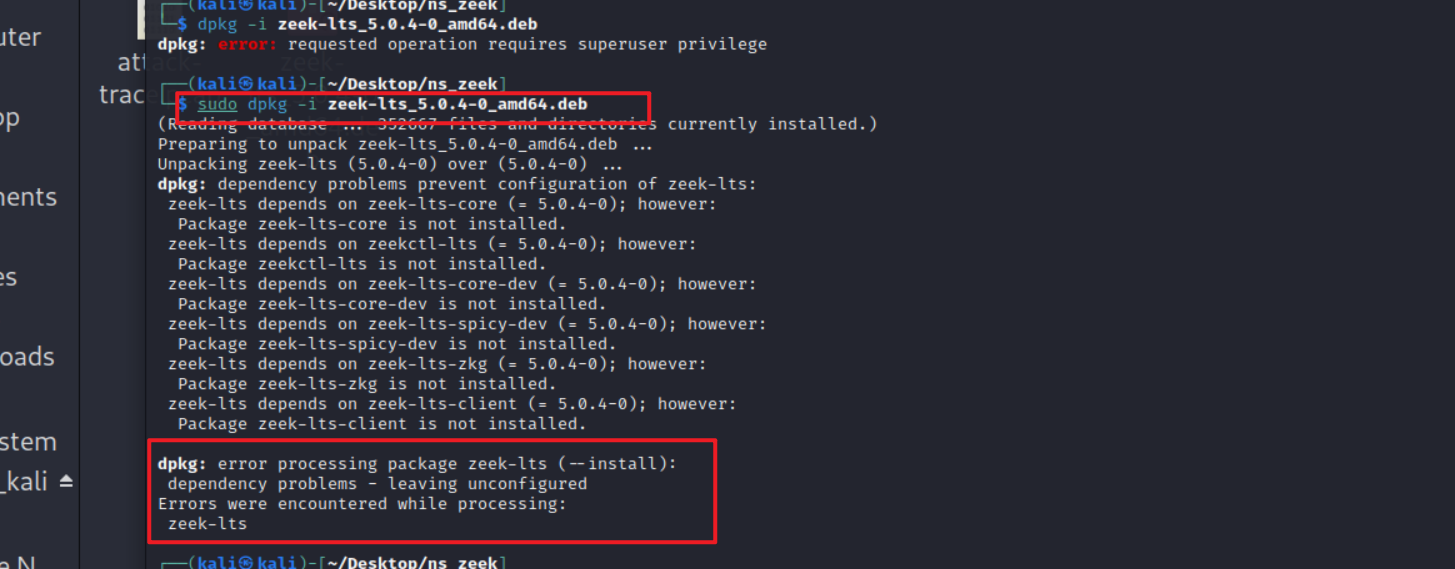 ┌──(kali㉿kali)-[~/Desktop/ns_zeek]
└─$ dpkg -i zeek-lts_5.0.4-0_amd64.deb
dpkg: error: requested operation requires superuser privilege
┌──(kali㉿kali)-[~/Desktop/ns_zeek]
└─$ sudo dpkg -i zeek-lts_5.0.4-0_amd64.deb
(Reading database ... 352667 files and directories currently installed.)
Preparing to unpack zeek-lts_5.0.4-0_amd64.deb ...
Unpacking zeek-lts (5.0.4-0) over (5.0.4-0) ...
dpkg: dependency problems prevent configuration of zeek-lts:
zeek-lts depends on zeek-lts-core (= 5.0.4-0); however:
Package zeek-lts-core is not installed.
zeek-lts depends on zeekctl-lts (= 5.0.4-0); however:
Package zeekctl-lts is not installed.
zeek-lts depends on zeek-lts-core-dev (= 5.0.4-0); however:
Package zeek-lts-core-dev is not installed.
zeek-lts depends on zeek-lts-spicy-dev (= 5.0.4-0); however:
Package zeek-lts-spicy-dev is not installed.
zeek-lts depends on zeek-lts-zkg (= 5.0.4-0); however:
Package zeek-lts-zkg is not installed.
zeek-lts depends on zeek-lts-client (= 5.0.4-0); however:
Package zeek-lts-client is not installed.
dpkg: error processing package zeek-lts (--install):
dependency problems - leaving unconfigured
Errors were encountered while processing:
zeek-lts
┌──(kali㉿kali)-[~/Desktop/ns_zeek]
uter
op
ments
es
oads
stem
_kali
e N
attack-
trace
zeek-